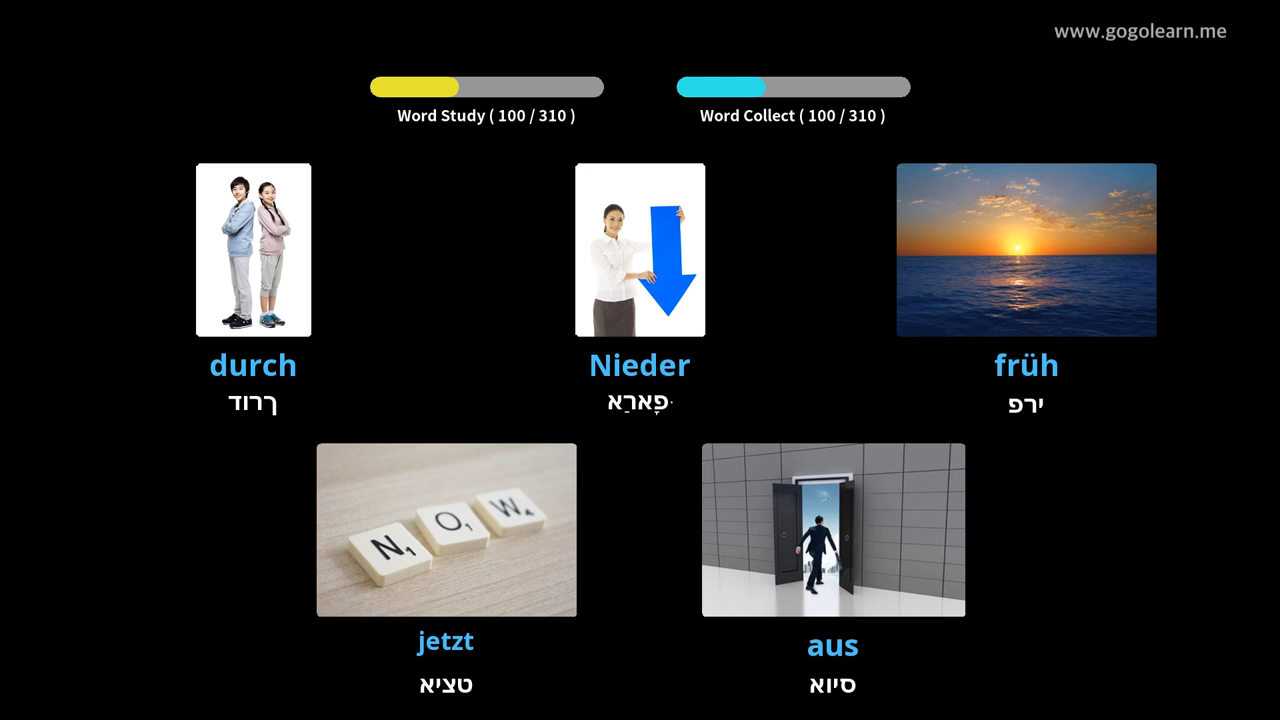 www.gogolearn.me
Word Study ( 100 / 310 )
Word Collect ( 100 / 310 )
durch
ךרוד
Nieder
ּפָארַא
früh
ירפ
jetzt
טציא
aus
סיוא